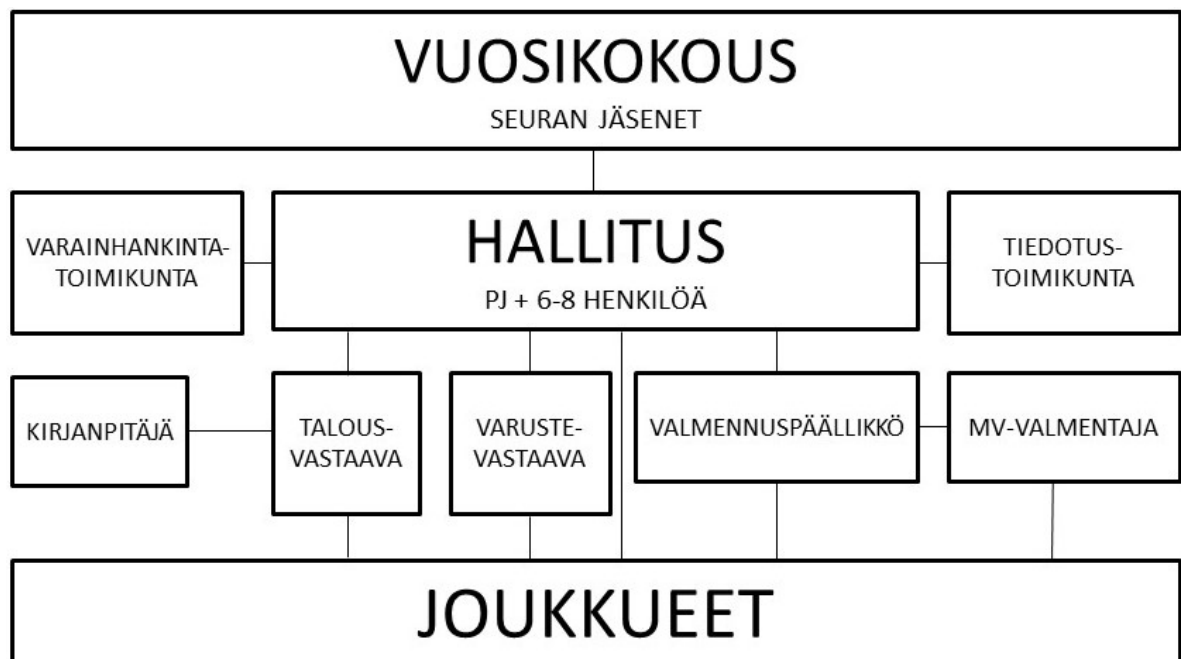 VUOSIKOKOUS
SEURAN JÄSENET
VARAINHANKINTA-
TOIMIKUNTA
HALLITUS
PJ + 6-8 HENKILÖÄ
TIEDOTUS-
TOIMIKUNTA
KIRJANPITÄJÄ
TALOUS-
VASTAAVA
VARUSTE-
VASTAAVA
VALMENNUSPÄÄLLIKKÖ
MV-VALMENTAJA
JOUKKUEET